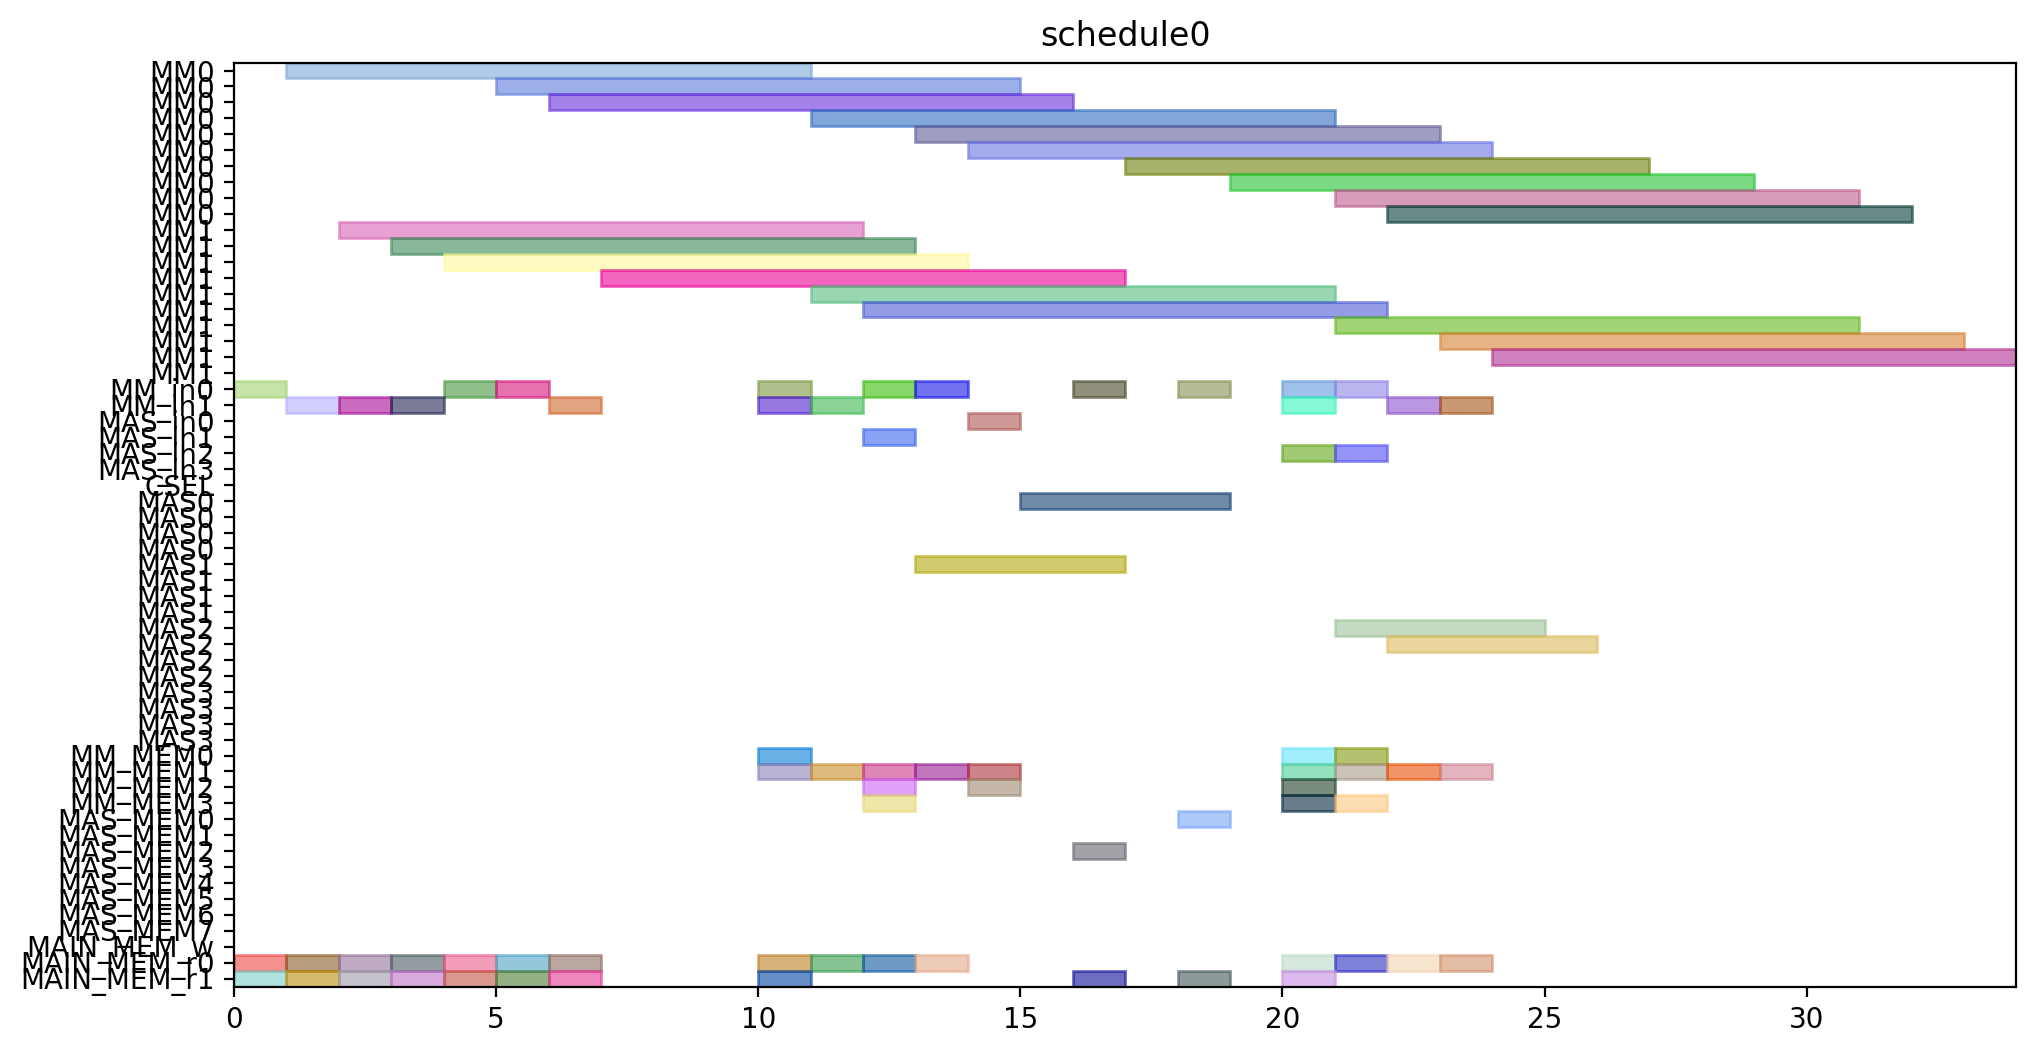 schedule0
MM0
MM0
MM0
MM0
MM0
MM0
MM0
MM0
MM0
MM0
MM1
MM1
MM1
MM1
MM1
MM1
MM1
MM1
MM1
MM1
MM_in0
MM_in1
MAS_in0
MAS_in1
MAS_in2
MAS_in3
CSEL
MAS0
MAS0
MAS0
MAS0
MAS1
MAS1
MAS1
MAS1
MAS2
MAS2
MAS2
MAS2
MAS3
MAS3
MAS3
MAS3
MM_MEM0
MM_MEM1
MM_MEM2
MM_MEM3
MAS_MEM0
MAS_MEM1
MAS_MEM2
MAS_MEM3
MAS_MEM4
MAS_MEM5
MAS_MEM6
MAS_MEM7
MAIN_MEM_w
MAIN_MEM_r0
MAIN_MEM_r1
0 5 10 15 20 25 30